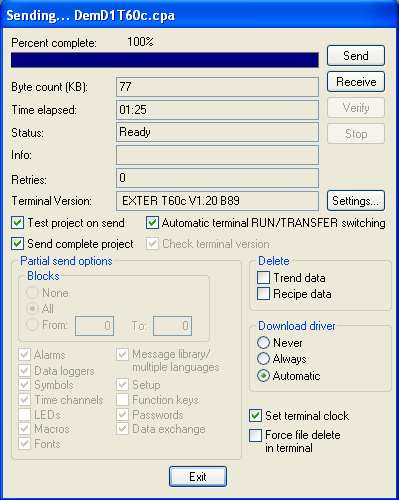 Sending... DemD1T60c.cpa
Percent complete: 100%
Send
Byte count (KB): 77
Receive
Time elapsed: 01:25
Verify
Status: Ready
Stop
Info:
Retries: 0
Terminal Version: EXTER T60c V1.20 B89
Settings...
Test project on send
Automatic terminal RUN/TRANSFER switching
Send complete project
Check terminal version
Partial send options
Blocks
None
All
From: 0 To: 0
Alarms
Message library/
multiple languages
Data loggers
Symbols
Setup
Time channels
Function keys
LEDs
Passwords
Macros
Data exchange
Fonts
Delete
Trend data
Recipe data
Download driver
Never
Always
Automatic
Set terminal clock
Force file delete
in terminal
Exit